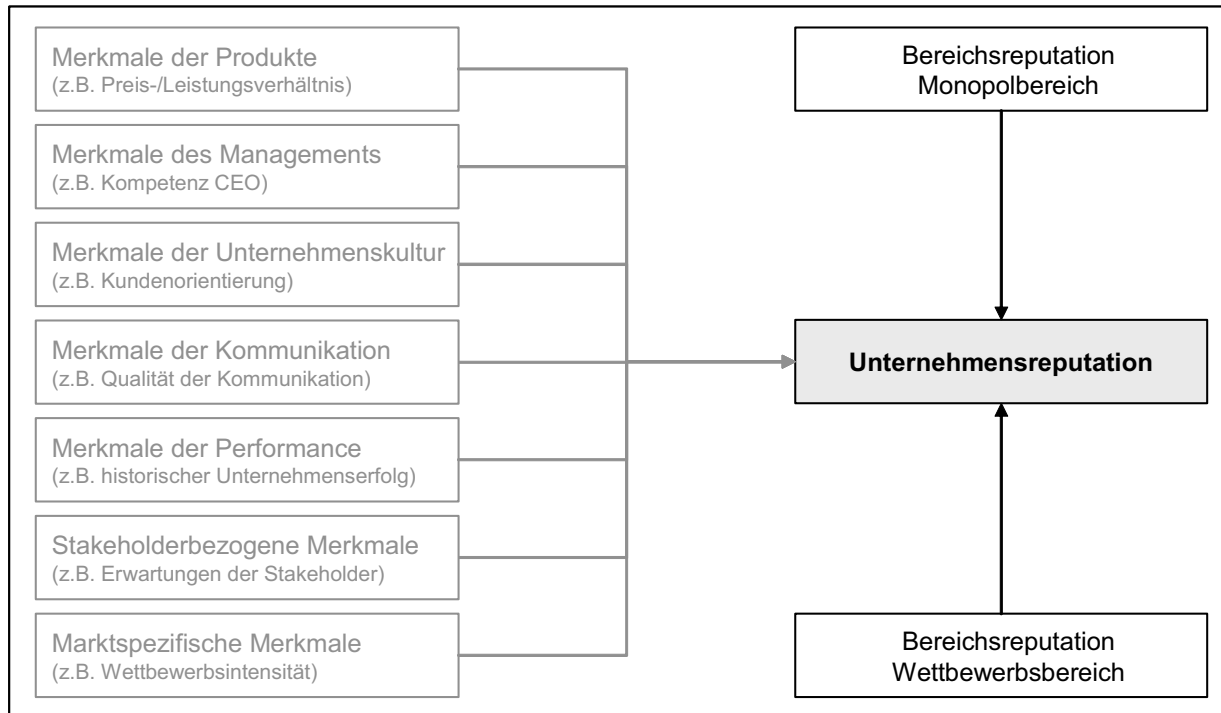 Merkmale der Produkte
(z.B. Preis-/Leistungsverhältnis)
Merkmale des Managements
(z.B. Kompetenz CEO)
Merkmale der Unternehmenskultur
(z.B. Kundenorientierung)
Merkmale der Kommunikation
(z.B. Qualität der Kommunikation)
Merkmale der Performance
(z.B. historischer Unternehmenserfolg)
Stakeholderbezogene Merkmale
(z.B. Erwartungen der Stakeholder)
Marktspezifische Merkmale
(z.B. Wettbewerbsintensität)
Bereichsreputation
Monopolbereich
Unternehmensreputation
Bereichsreputation
Wettbewerbsbereich